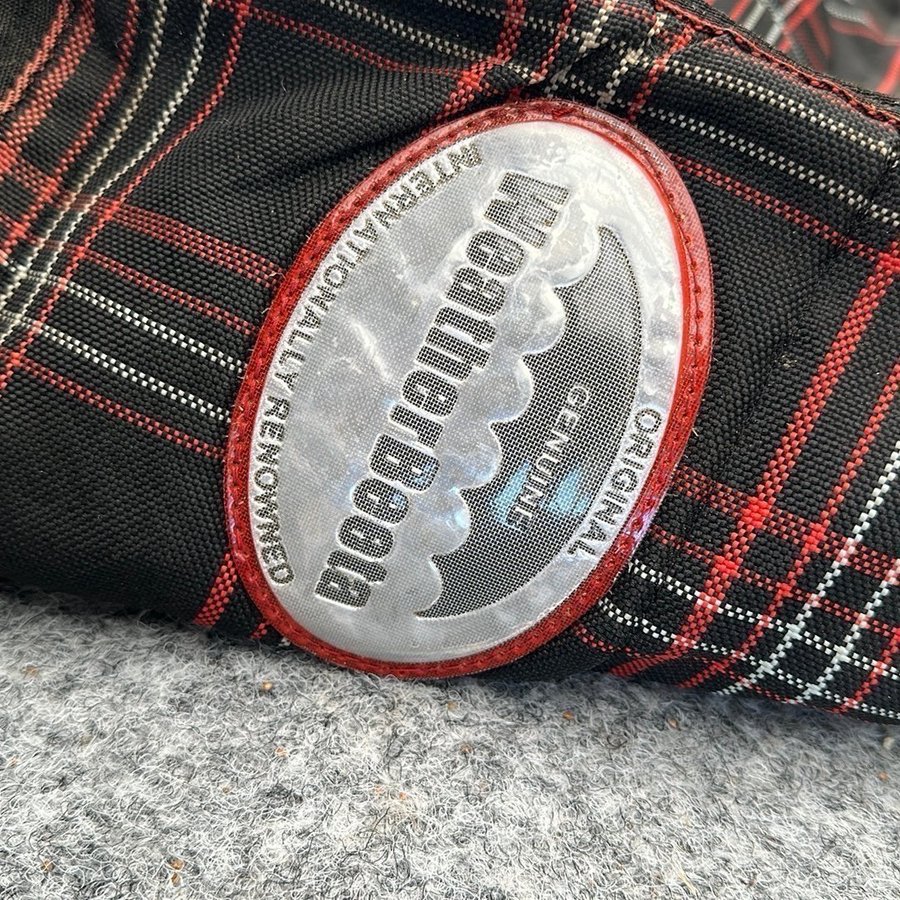 INTERNATIONALLY RENOWNED
WeatherBeeta
GENUINE
ORIGINAL